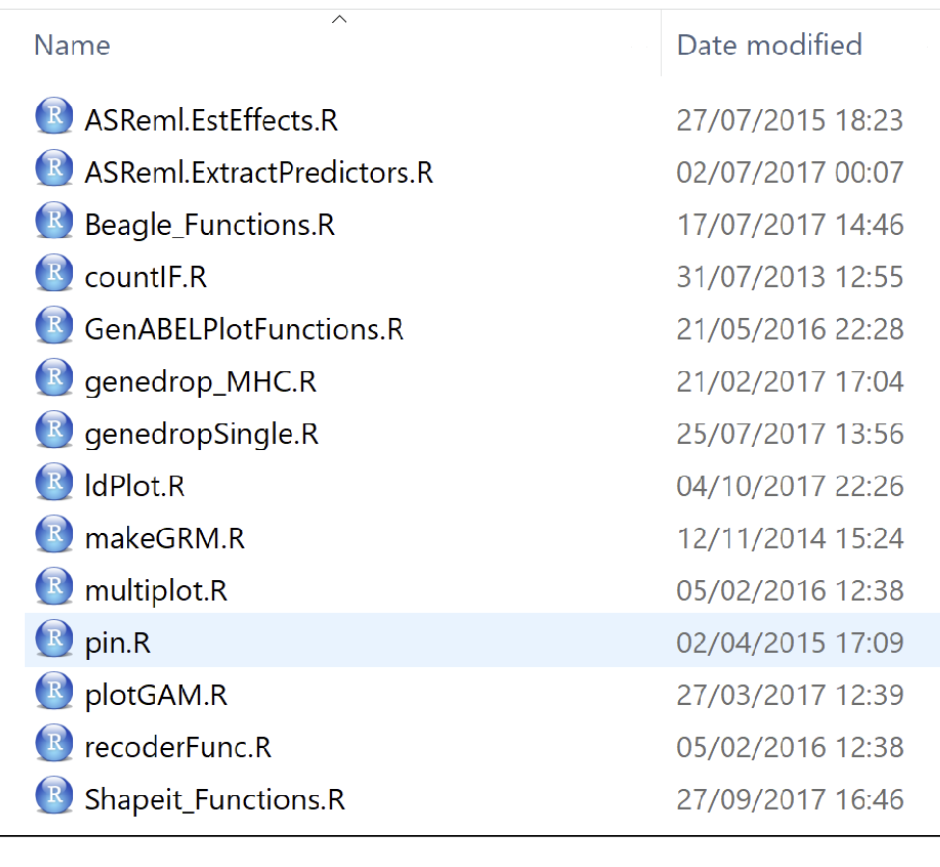 Name Date modified
R ASReml.EstEffects.R 27/07/2015 18:23
R ASReml.ExtractPredictors.R 02/07/2017 00:07
R Beagle_Functions.R 17/07/2017 14:46
R countIF.R 31/07/2013 12:55
R GenABELPlotFunctions.R 21/05/2016 22:28
R genedrop_MHC.R 21/02/2017 17:04
R genedropSingle.R 25/07/2017 13:56
R ldPlot.R 04/10/2017 22:26
R makeGRM.R 12/11/2014 15:24
R multiplot.R 05/02/2016 12:38
R pin.R 02/04/2015 17:09
R plotGAM.R 27/03/2017 12:39
R recoderFunc.R 05/02/2016 12:38
R Shapeit_Functions.R 27/09/2017 16:46